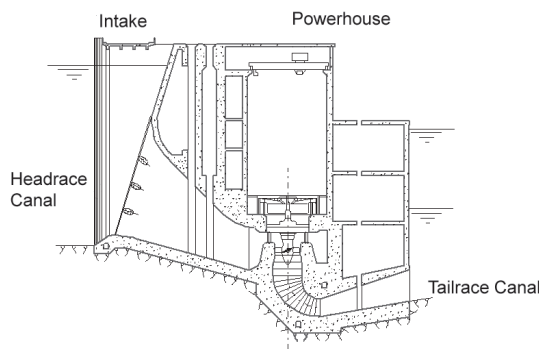 Intake
Powerhouse
Headrace
Canal
Tailrace Canal